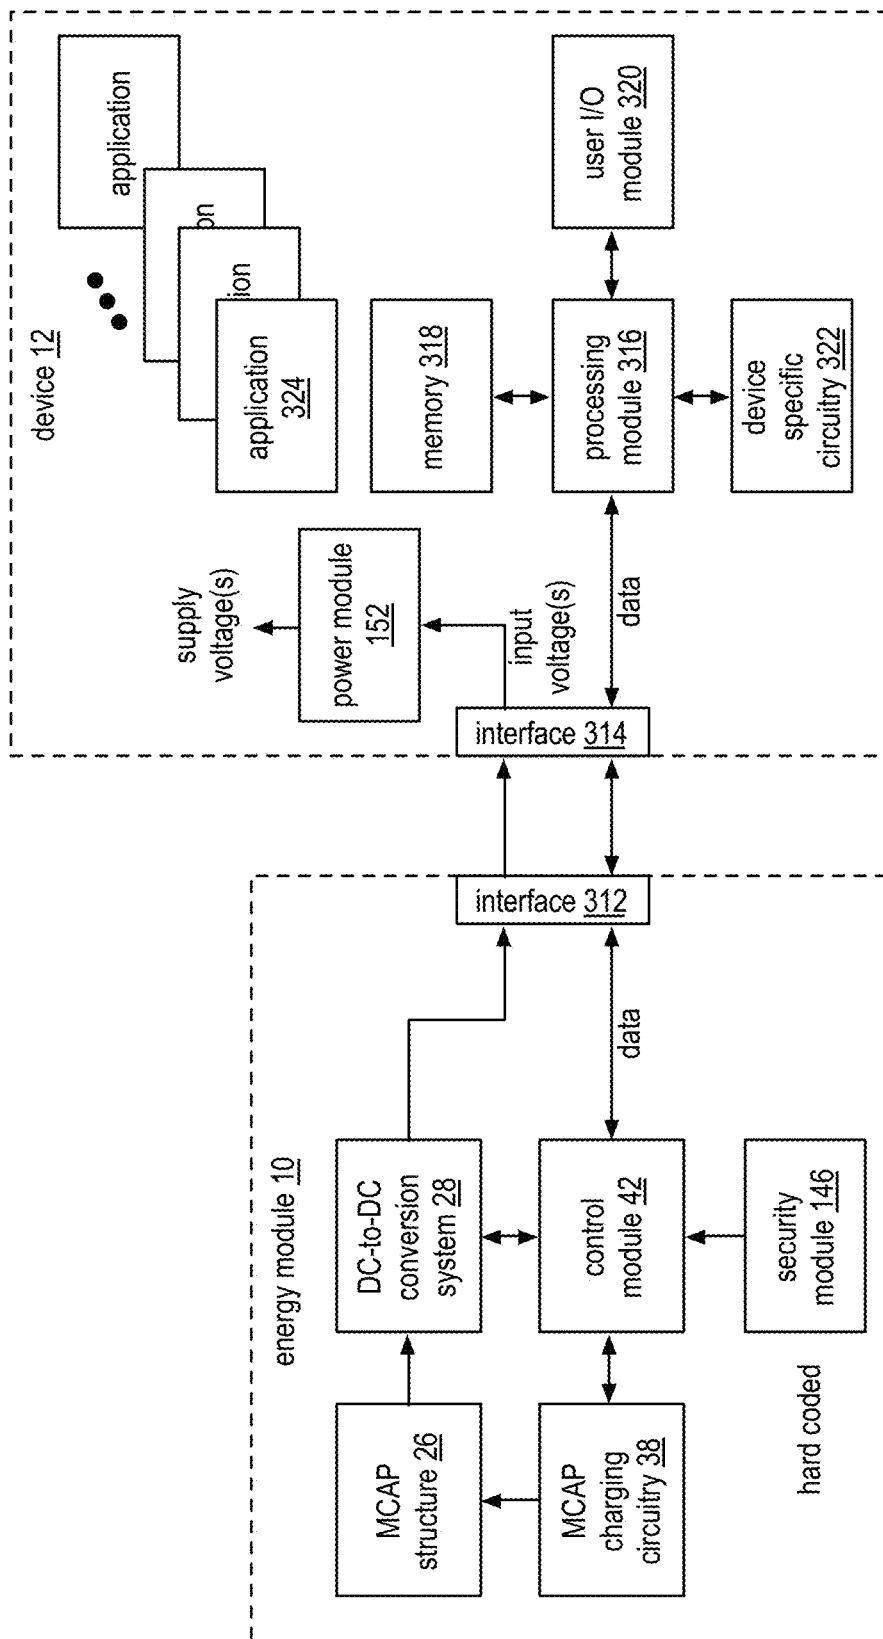 device 12
application
324
ion
ion
application
supply
voltage(s)
power module
152
memory 318
input
voltage(s)
data
processing
module 316
user I/O
module 320
device
specific
circuitry 322
interface 314
interface 312
energy module 10
MCAP
structure 26
DC-to-DC
conversion
system 28
MCAP
charging
circuitry 38
control
module 42
data
security
module 146
hard coded